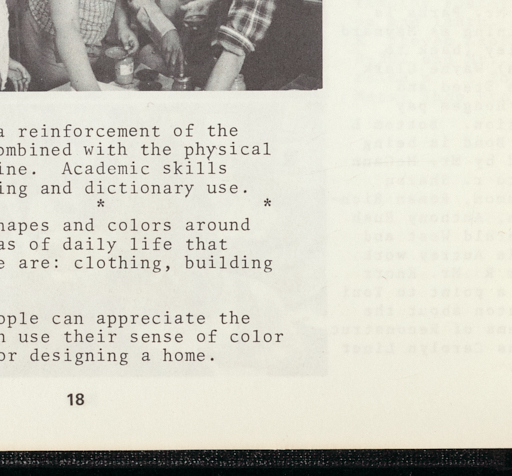 a reinforcement of the
ombined with the physical
ine. Academic skills
ing and dictionary use.
* *
hapes and colors around
as of daily life that
e are: clothing, building
ople can appreciate the
n use their sense of color
or designing a home.
18